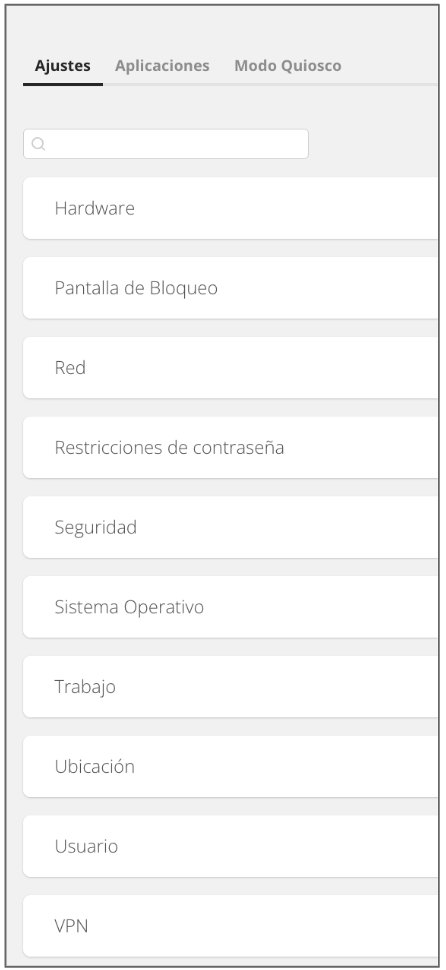 Ajustes Aplicaciones Modo Quiosco
Hardware
Pantalla de Bloqueo
Red
Restricciones de contraseña
Seguridad
Sistema Operativo
Trabajo
Ubicación
Usuario
VPN